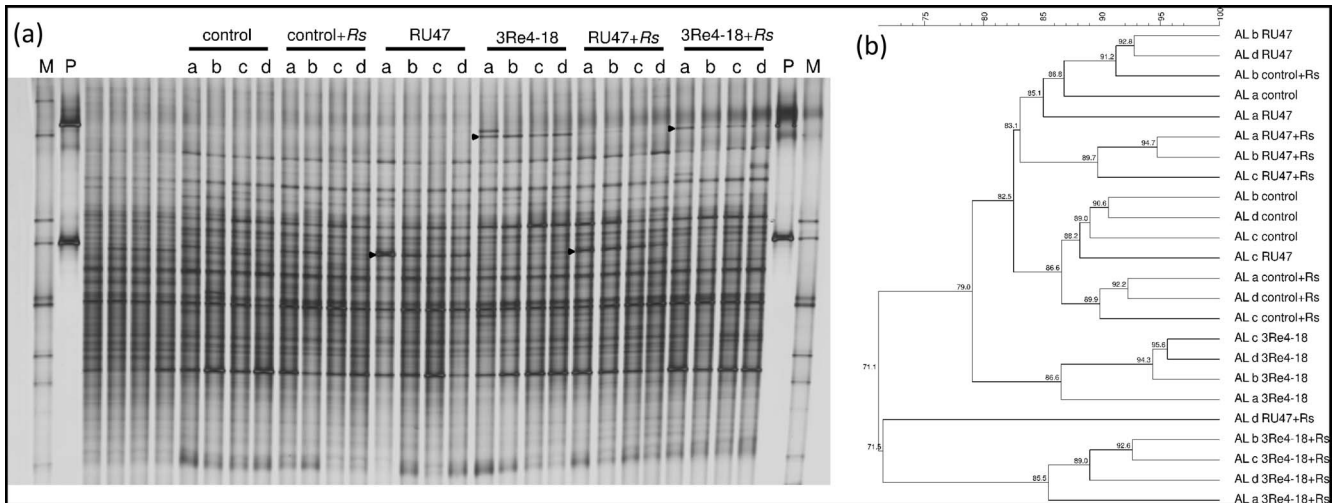 (a)
control control+Rs RU47 3Re4-18 RU47+Rs 3Re4-18+Rs
M P a b c d a b c d a b c d a b c d a b c d a b c d P M
(b)
75 80 85 90 95 100
AL b RU47
92.8
AL d RU47
91.2
AL b control+Rs
86.8
AL a control
85.1
AL a RU47
83.1
AL a RU47+Rs
94.7
AL b RU47+Rs
89.7
AL c RU47+Rs
82.5
AL b control
90.6
AL d control
89.0
AL c control
88.2
AL c RU47
86.6
AL a control+Rs
92.2
AL d control+Rs
89.9
AL c control+Rs
79.0
AL c 3Re4-18
95.6
AL d 3Re4-18
94.3
AL b 3Re4-18
86.6
AL a 3Re4-18
71.1
AL d RU47+Rs
71.5
AL b 3Re4-18+Rs
92.6
AL c 3Re4-18+Rs
89.0
AL d 3Re4-18+Rs
85.5
AL a 3Re4-18+Rs